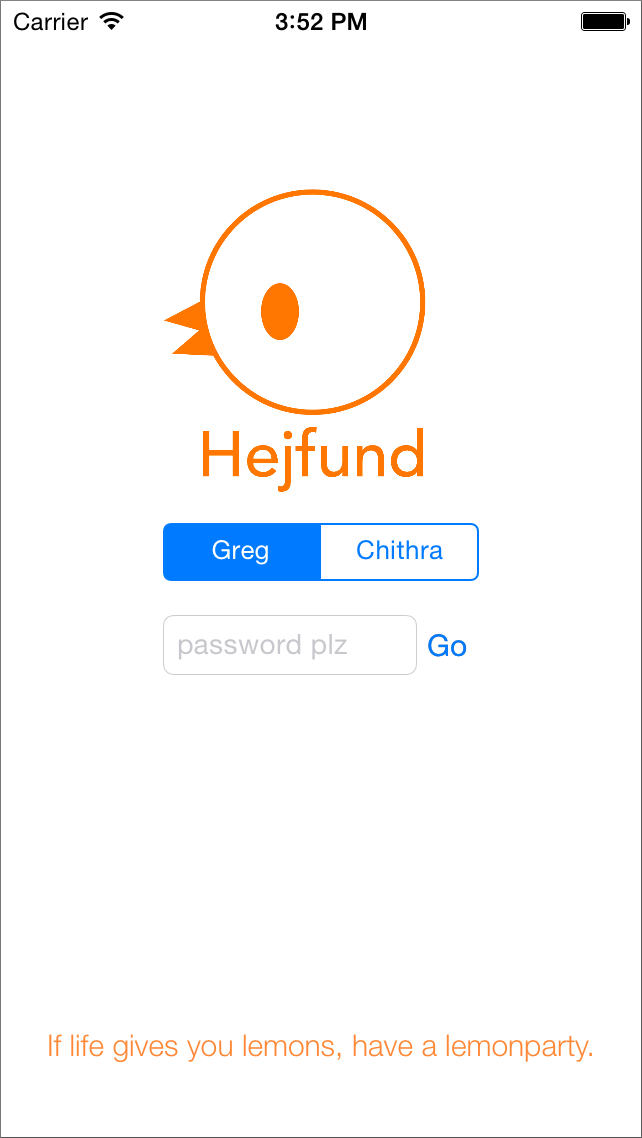 Carrier 3:52 PM
Hejfund
Greg Chithra
password plz Go
If life gives you lemons, have a lemonparty.